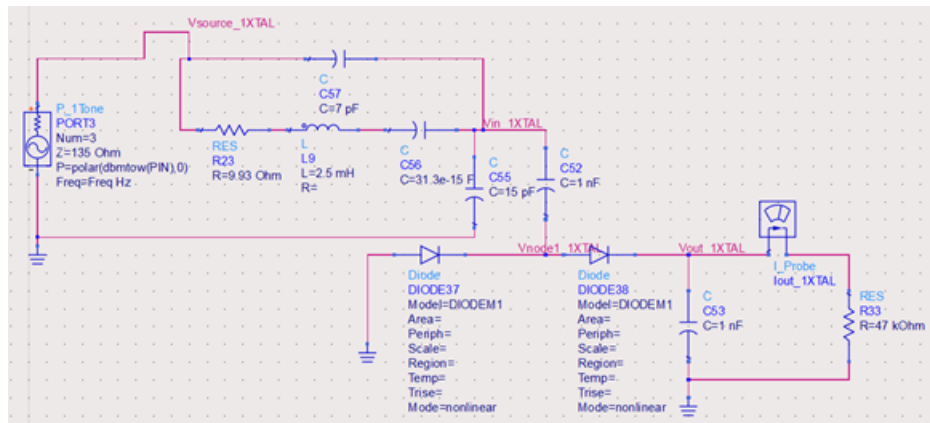 Vsource_1XTAL
C
C57
C=7 pF
P_1Tone
PORT3
Num=3
Z=135 Ohm
P=polar(dbmtow(PIN),0)
Freq=Freq Hz
RES
R23
R=9.93 Ohm
L
L9
L=2.5 mH
R=
C
C56
C=31.3e-15 F
Vin_1XTAL
C
C55
C=15 pF
C
C52
C=1 nF
Vnode1_1XTAL
Vout_1XTAL
I_Probe
Iout_1XTAL
Diode
DIODE37
Model=DIODEM1
Area=
Periph=
Scale=
Region=
Temp=
Trise=
Mode=nonlinear
Diode
DIODE38
Model=DIODEM1
Area=
Periph=
Scale=
Region=
Temp=
Trise=
Mode=nonlinear
C
C53
C=1 nF
RES
R33
R=47 kOhm